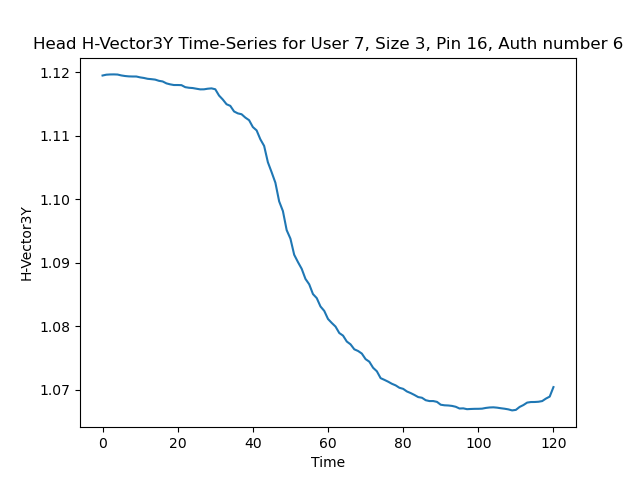 Head H-Vector3Y Time-Series for User 7, Size 3, Pin 16, Auth number 6
1.12
1.11
1.10
1.09
1.08
1.07
H-Vector3Y
0 20 40 60 80 100 120
Time